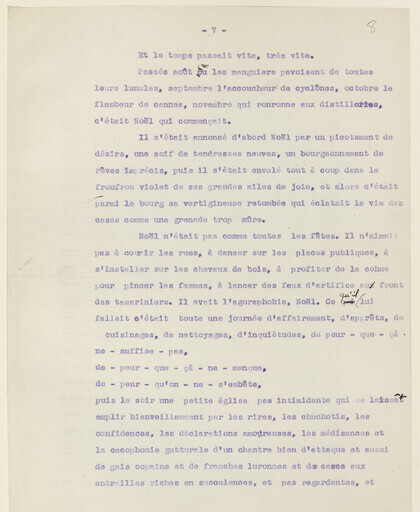 - 7 -
8
Et le temps passait vite, très vite.
Passés août où les manguiers pavoisent de toutes
leurs lunules, septembre l'accoucheur de cyclônes, octobre le
flambeur de cannes, novembre qui ronronne aux distilleries,
c'était Noël qui commençait.
Il s'était annoncé d'abord Noël par un picotement de
désirs, une soif de tendresses neuves, un bourgeonnement de
rêves imprécis, puis il s'était envolé tout à coup dans le
froufrou violet de ses grandes ailes de joie, et alors c'était
parmi le bourg sa vertigineuse retombée qui éclatait la vie des
cases comme une grenade trop mûre.
Noël n'était pas comme toutes les fêtes. Il n'aimait
pas à courir les rues, à danser sur les places publiques, à
s'installer sur les chevaux de bois, à profiter de la cohue
pour pincer les femmes, à lancer des feux d'artifice au front
des tamariniers. Il avait l'agoraphobie, Noël. Ce qu'il lui
fallait c'était toute une journée d'affairement, d'apprêts, de
cuisinages, de nettoyages, d'inquiétudes, de peur - que - çà -
ne - suffise - pas,
de - peur - que - çà - ne - manque,
de - peur - qu'on - ne - s'embête,
puis le soir une petite église pas intimidante qui se laissât
emplir bienveillamment par les rires, les chuchotis, les
confidences, les déclarations amoureuses, les médisances et
la cacophonie gutturale d'un chantre bien d'attaque et aussi
de gais copains et de franches luronnes et des cases aux
entrailles riches en succulences, et pas regardantes, et